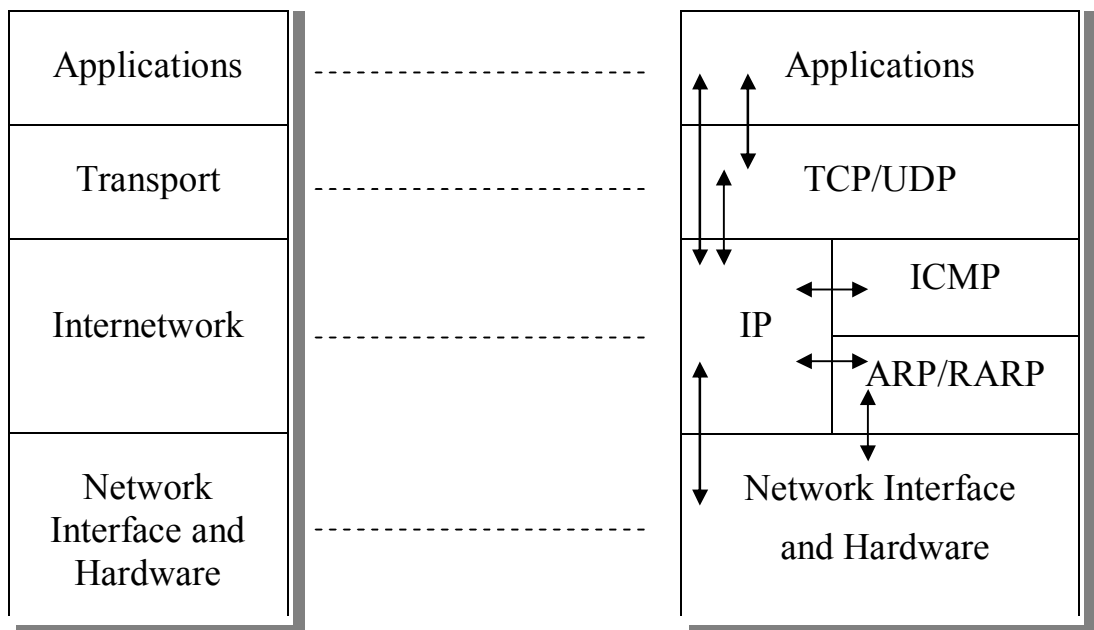 Applications
Transport
Internetwork
Network
Interface and
Hardware
Applications
TCP/UDP
IP
ICMP
ARP/RARP
Network Interface
and Hardware